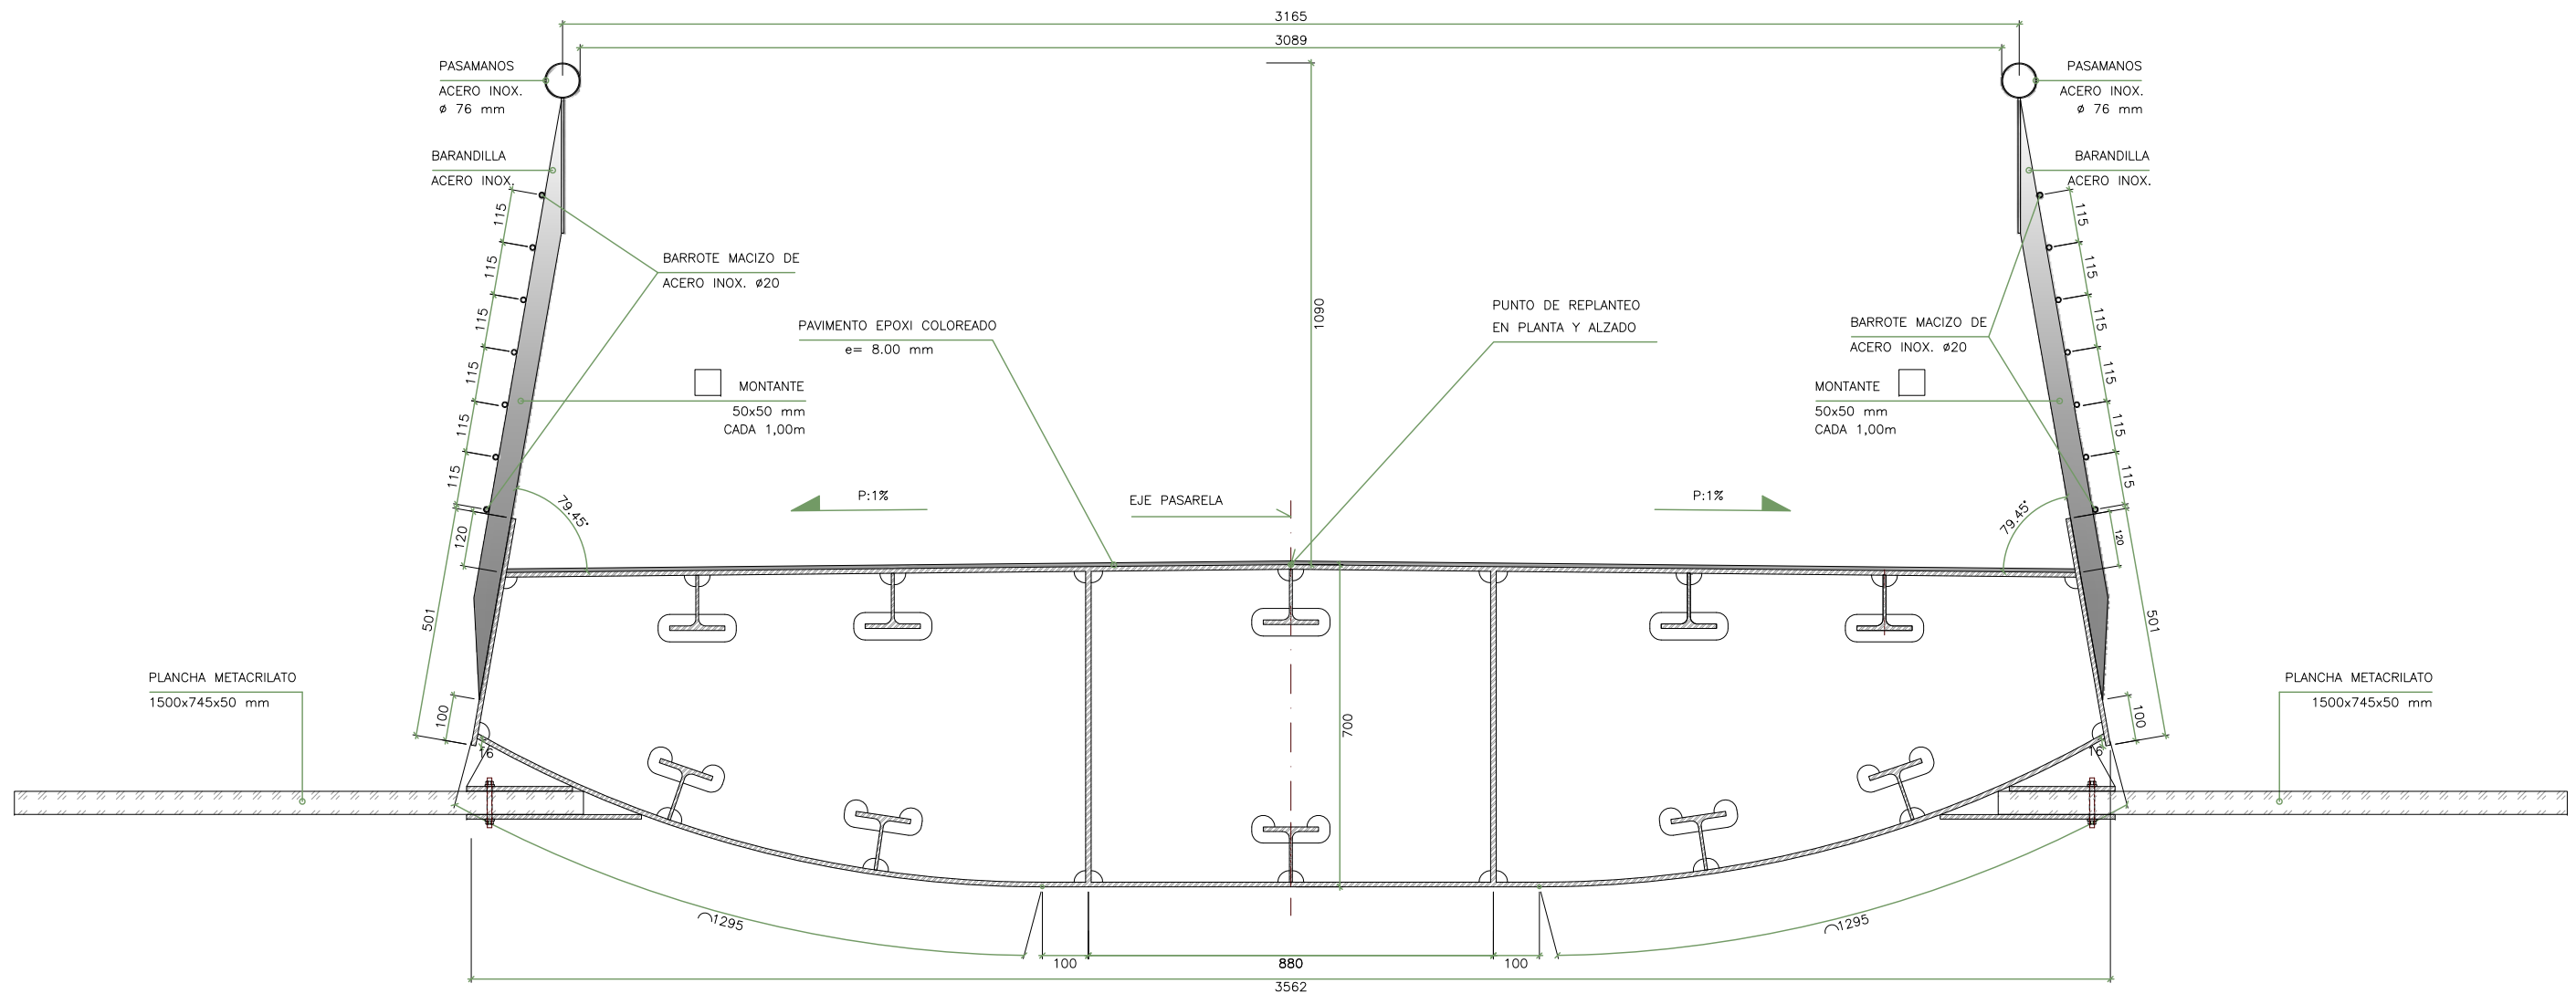 3165
3089
PASAMANOS
ACERO INOX.
ø 76 mm
PASAMANOS
ACERO INOX.
ø 76 mm
BARANDILLA
ACERO INOX.
BARANDILLA
ACERO INOX.
115
115
115
115
115
115
120
501
100
16
115
115
115
115
115
115
120
501
100
16
BARROTE MACIZO DE
ACERO INOX. ø20
PAVIMENTO EPOXI COLOREADO
e= 8.00 mm
MONTANTE
50x50 mm
CADA 1,00m
1090
PUNTO DE REPLANTEO
EN PLANTA Y ALZADO
BARROTE MACIZO DE
ACERO INOX. ø20
MONTANTE
50x50 mm
CADA 1,00m
79.45°
P:1%
EJE PASARELA
P:1%
79.45°
PLANCHA METACRILATO
1500x745x50 mm
700
PLANCHA METACRILATO
1500x745x50 mm
⌒1295
⌒1295
100
880
100
3562